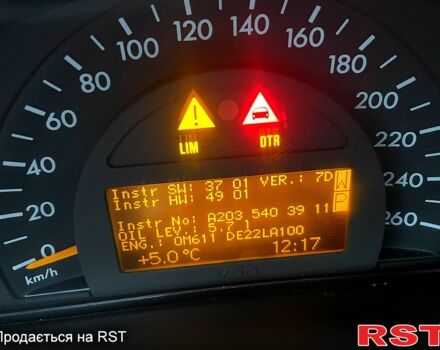 0
20
40
60
80
100
120
140
160
180
200
220
240
260
km/h
LIM
DTR
Instr SW: 37 01 VER.: 7D
Instr HW: 49 01
Instr No: A203 540 39 11
OIL LEV.: 5.7 l
ENG.: OM611 DE22LA100
+5.0°C 12:17
W
P
Продається на RST
RST